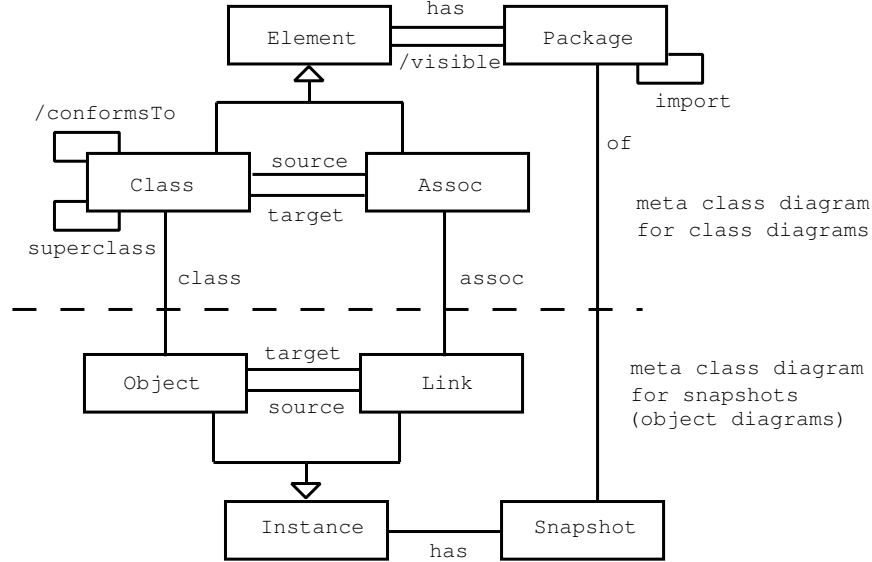 has
Element
Package
/visible
import
/conformsTo
of
source
Class
Assoc
target
meta class diagram
for class diagrams
superclass
class
assoc
target
Object
Link
source
meta class diagram
for snapshots
(object diagrams)
Instance
Snapshot
has